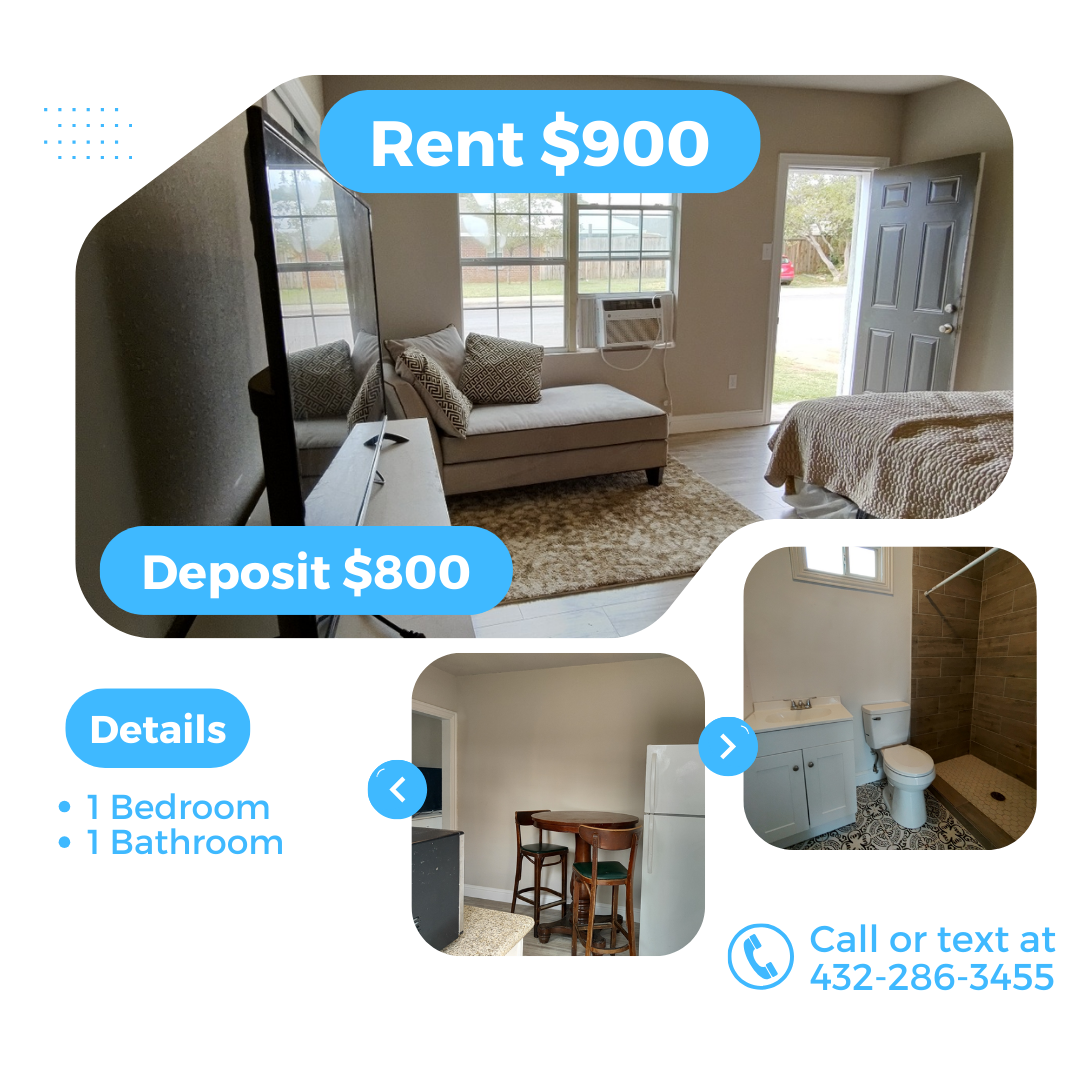 Rent $900
Deposit $800
Details
• 1 Bedroom
• 1 Bathroom
Call or text at
432-286-3455